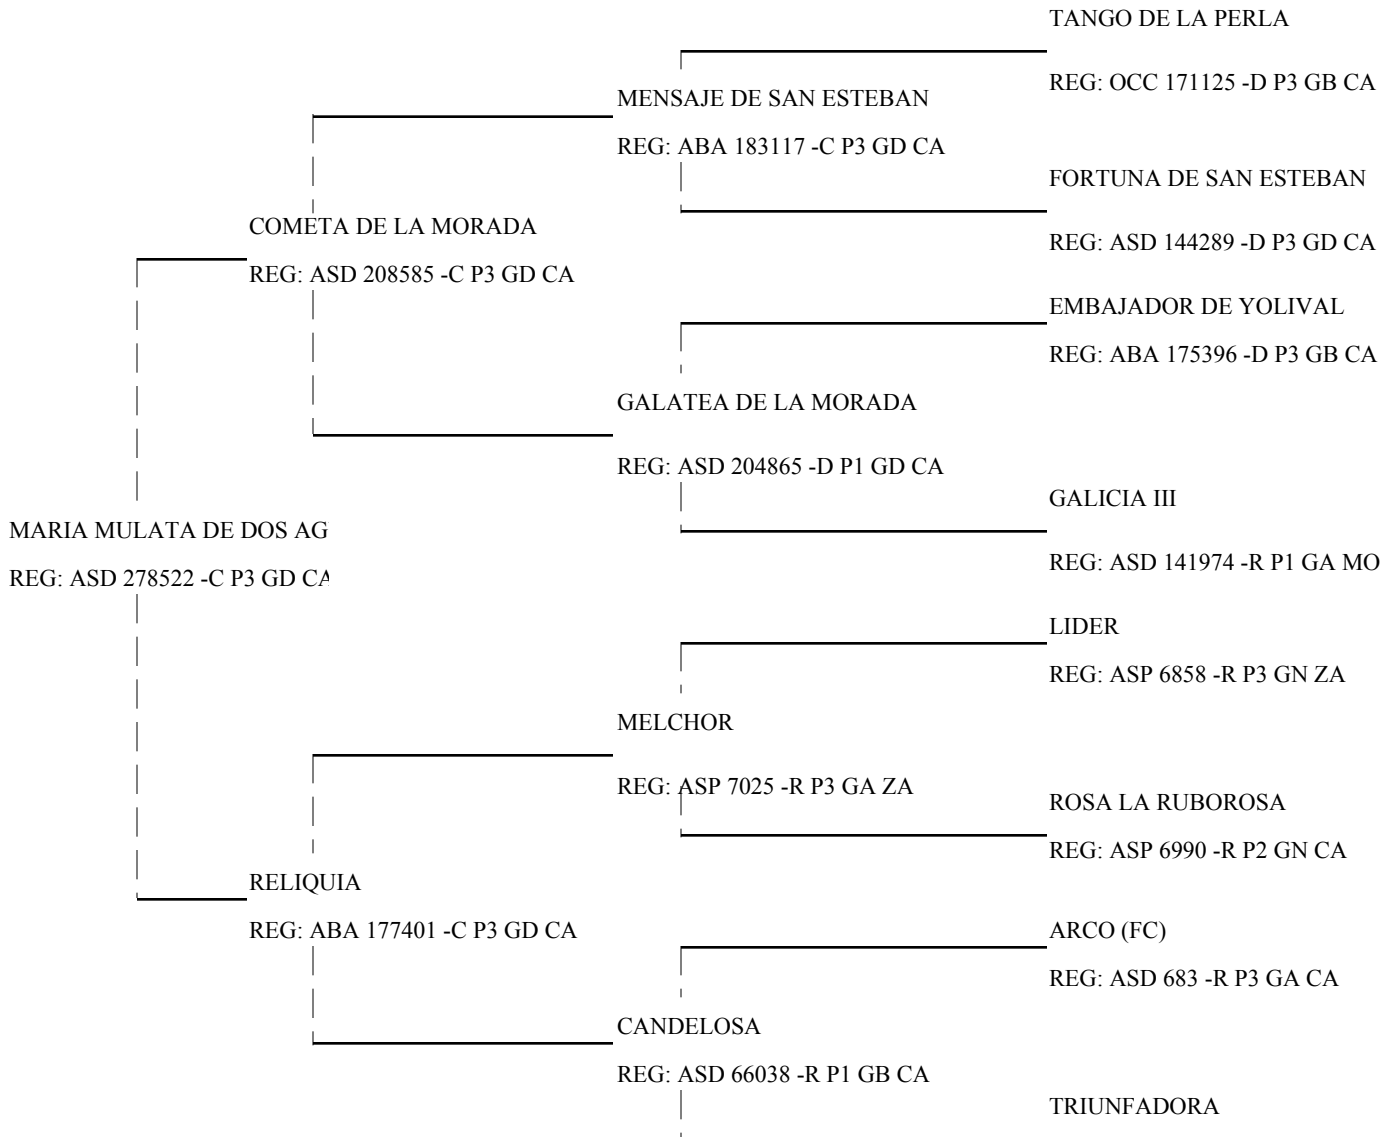 TANGO DE LA PERLA
REG: OCC 171125 -D P3 GB CA
MENSAJE DE SAN ESTEBAN
REG: ABA 183117 -C P3 GD CA
FORTUNA DE SAN ESTEBAN
REG: ASD 144289 -D P3 GD CA
COMETA DE LA MORADA
REG: ASD 208585 -C P3 GD CA
EMBAJADOR DE YOLIVAL
REG: ABA 175396 -D P3 GB CA
GALATEA DE LA MORADA
REG: ASD 204865 -D P1 GD CA
GALICIA III
REG: ASD 141974 -R P1 GA MO
MARIA MULATA DE DOS AG
REG: ASD 278522 -C P3 GD CA
LIDER
REG: ASP 6858 -R P3 GN ZA
MELCHOR
REG: ASP 7025 -R P3 GA ZA
ROSA LA RUBOROSA
REG: ASP 6990 -R P2 GN CA
RELIQUIA
REG: ABA 177401 -C P3 GD CA
ARCO (FC)
REG: ASD 683 -R P3 GA CA
CANDELOSA
REG: ASD 66038 -R P1 GB CA
TRIUNFADORA